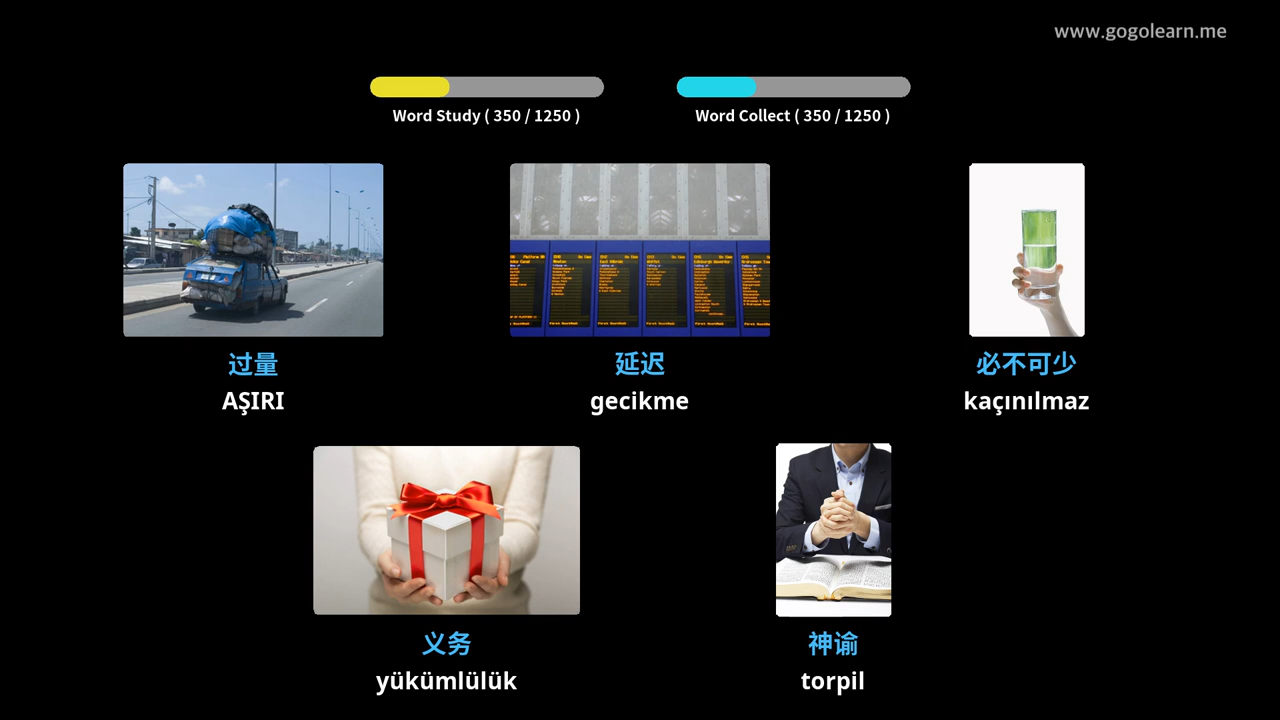 www.gogolearn.me
Word Study ( 350 / 1250 )
Word Collect ( 350 / 1250 )
过量
AŞIRI
延迟
gecikme
必不可少
kaçınılmaz
义务
yükümlülük
神谕
torpil